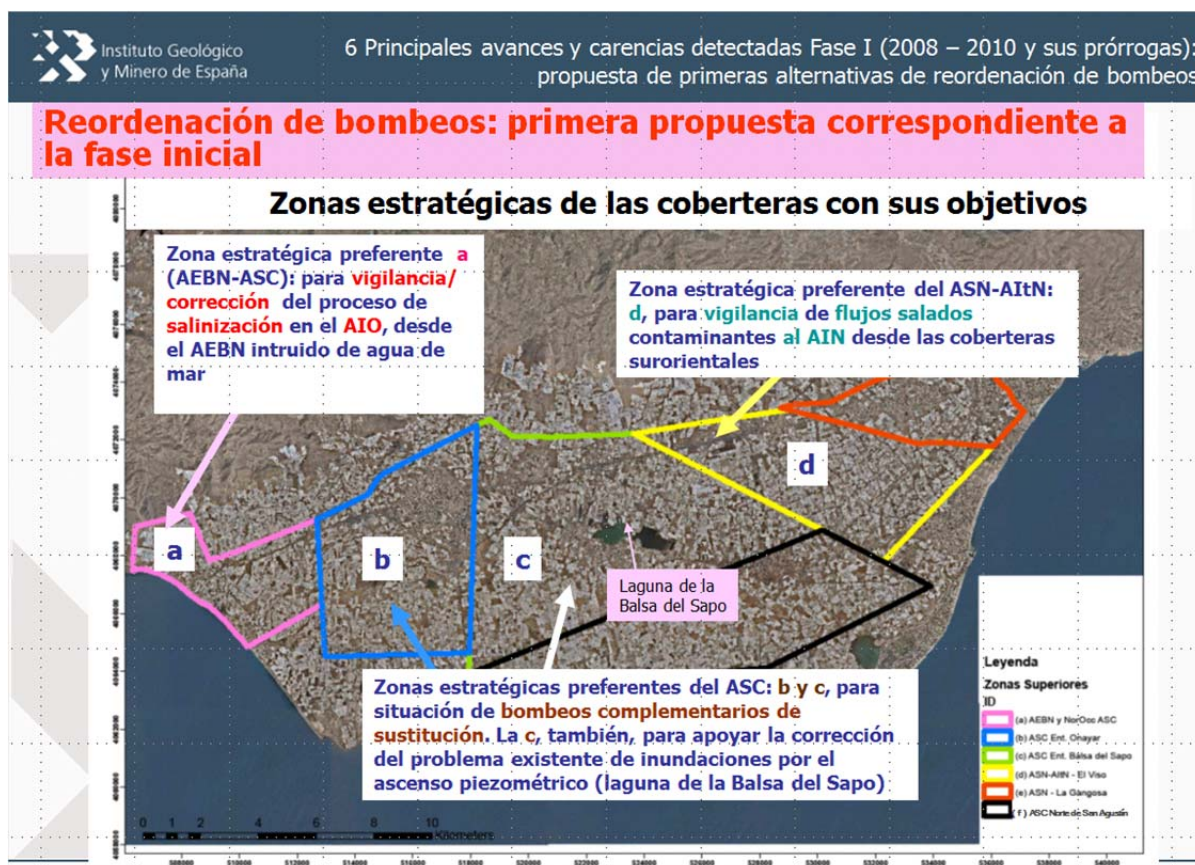 Instituto Geológico
y Minero de España
6 Principales avances y carencias detectadas Fase I (2008 – 2010 y sus prórrogas):
propuesta de primeras alternativas de reordenación de bombeos
Reordenación de bombeos: primera propuesta correspondiente a
la fase inicial
Zonas estratégicas de las coberteras con sus objetivos
Zona estratégica preferente a
(AEBN-ASC): para vigilancia/
corrección del proceso de
salinización en el AIO, desde
el AEBN intruido de agua de
mar
Zona estratégica preferente del ASN-AItN:
d, para vigilancia de flujos salados
contaminantes al AIN desde las coberteras
surorientales
a
b
c
d
Laguna de la
Balsa del Sapo
Zonas estratégicas preferentes del ASC: b y c, para
situación de bombeos complementarios de
sustitución. La c, también, para apoyar la corrección
del problema existente de inundaciones por el
ascenso piezométrico (laguna de la Balsa del Sapo)
Leyenda
Zonas Superiores
ID
(a) AEBN y NorOcc ASC
(b) ASC Ent. Onayar
(c) ASC Ent. Balsa del Sapo
(d) ASN-AItN - El Viso
(e) ASN - La Gangosa
(f) ASC Norte de San Agustín
0 1 2 4 6 8 10
Kilometers